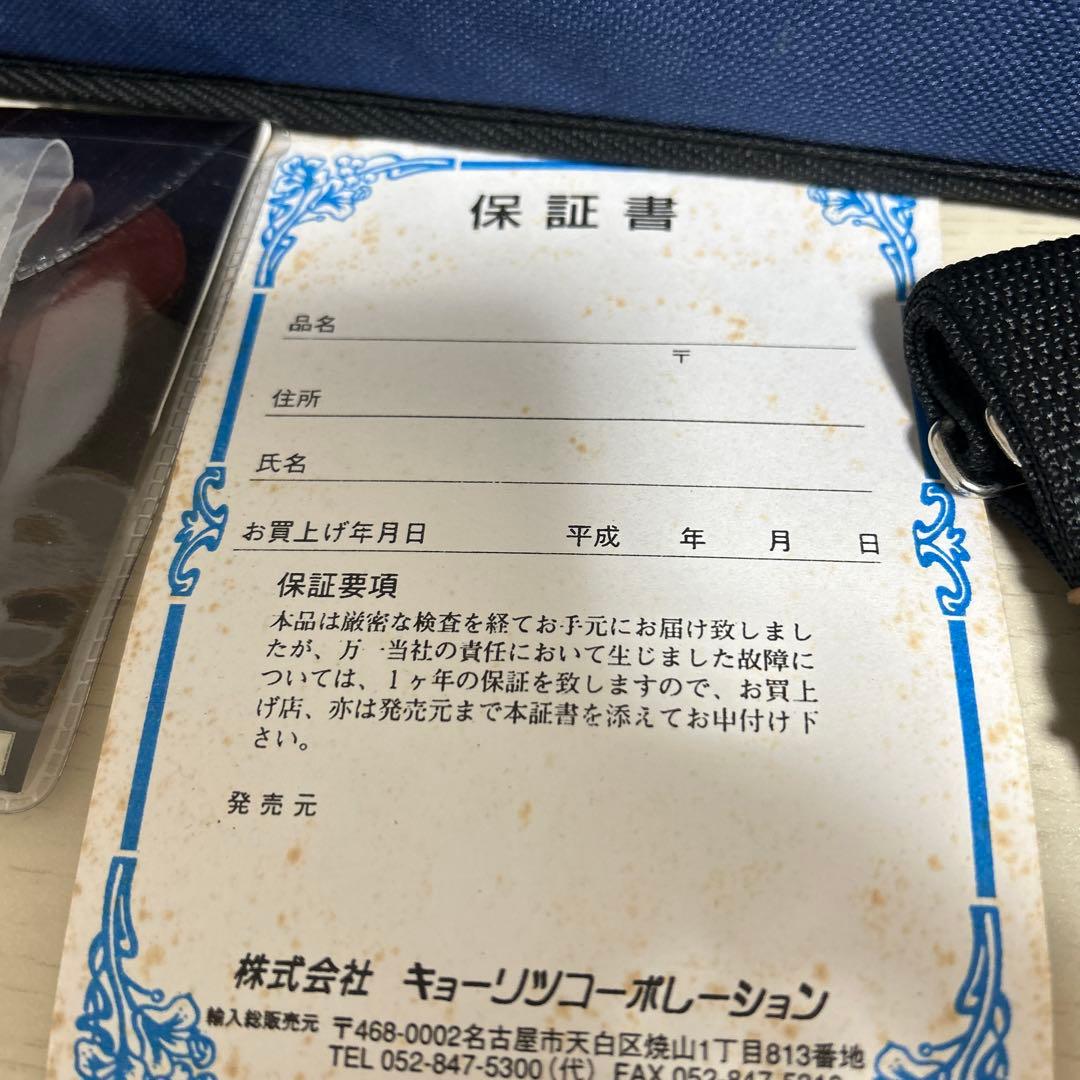 保証書
品名
〒
住所
氏名
お買上げ年月日 平成 年 月 日
保証要項
本品は厳密な検査を経てお手元にお届け致しまし
たが、万一当社の責任において生じました故障に
ついては、1ヶ年の保証を致しますので、お買上
げ店、亦は発売元まで本証書を添えてお申付け下
さい。
発売元
株式会社 キョーリツコーポレーション
輸入総販売元 〒468-0002名古屋市天白区焼山1丁目813番地
TEL 052-847-5300(代) FAX 052-847-5310